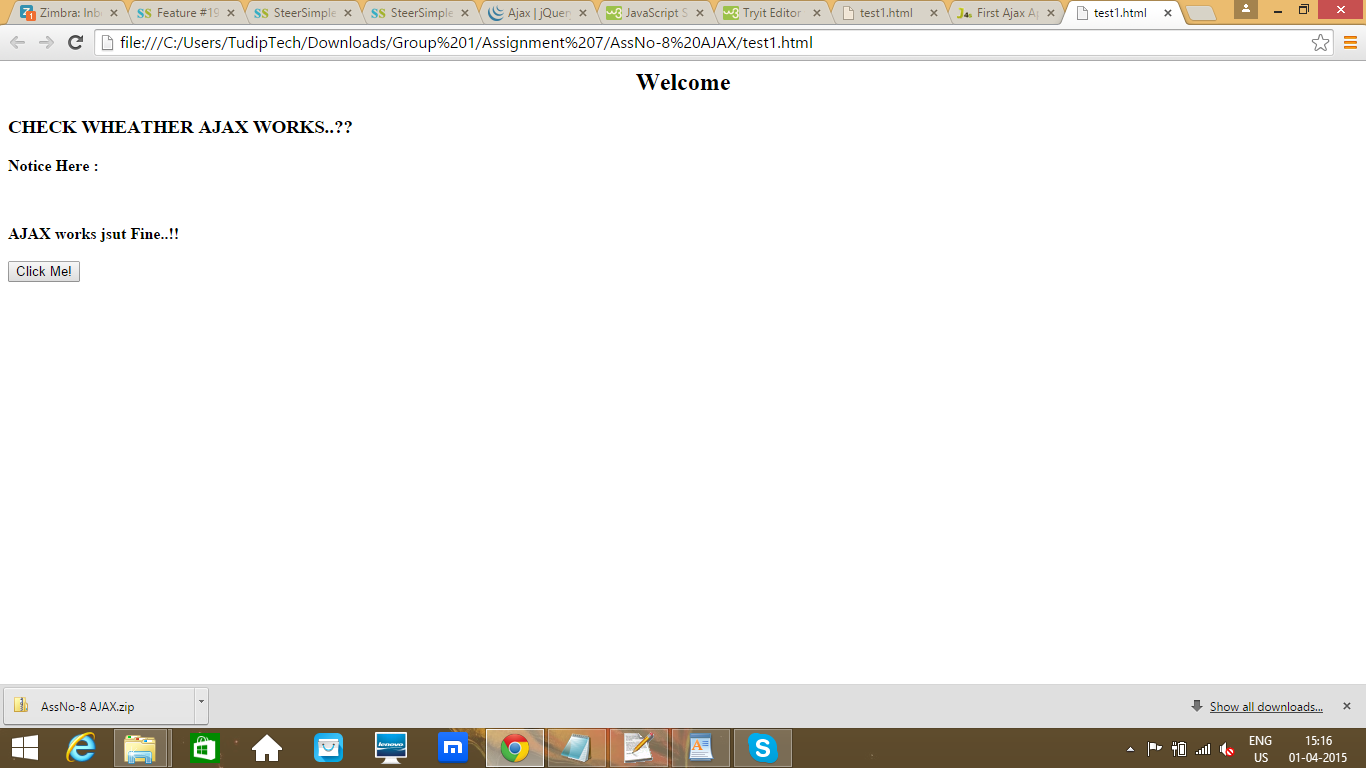 Zimbra: Inb
Feature #19
SteerSimple
SteerSimple
Ajax | jQuery
JavaScript S
Tryit Editor
test1.html
First Ajax Ap
test1.html
file:///C:/Users/TudipTech/Downloads/Group%201/Assignment%207/AssNo-8%20AJAX/test1.html
Welcome
CHECK WHEATHER AJAX WORKS..??
Notice Here :
AJAX works jsut Fine..!!
Click Me!
AssNo-8 AJAX.zip
Show all downloads...
ENG
US
15:16
01-04-2015